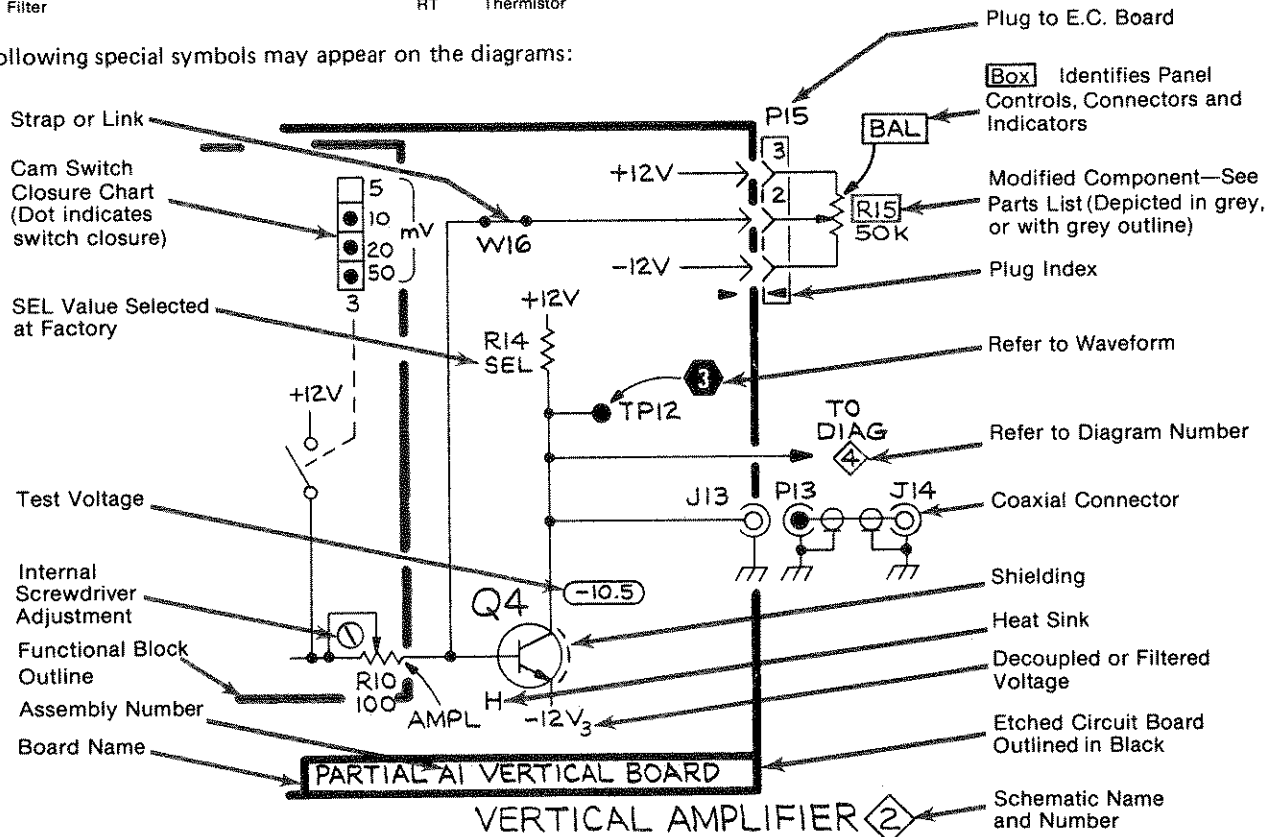 Filter
RT Thermistor
ollowing special symbols may appear on the diagrams:
Plug to E.C. Board
Box Identifies Panel
Controls, Connectors and
Indicators
Modified Component—See
Parts List (Depicted in grey,
or with grey outline)
Plug Index
Refer to Waveform
Refer to Diagram Number
Coaxial Connector
Shielding
Heat Sink
Decoupled or Filtered
Voltage
Etched Circuit Board
Outlined in Black
Schematic Name
and Number
Strap or Link
Cam Switch
Closure Chart
(Dot indicates
switch closure)
SEL Value Selected
at Factory
Test Voltage
Internal
Screwdriver
Adjustment
Functional Block
Outline
Assembly Number
Board Name
5
10
20
50
mV
3
+12V
W16
+12V
R14
SEL
+12V
-12V
P15
3
2
BAL
R15
50K
3
TP12
TO
DIAG
4
J13 P13 J14
-10.5
Q4
R10
100
AMPL
H
-12V3
PARTIAL A1 VERTICAL BOARD
VERTICAL AMPLIFIER 2